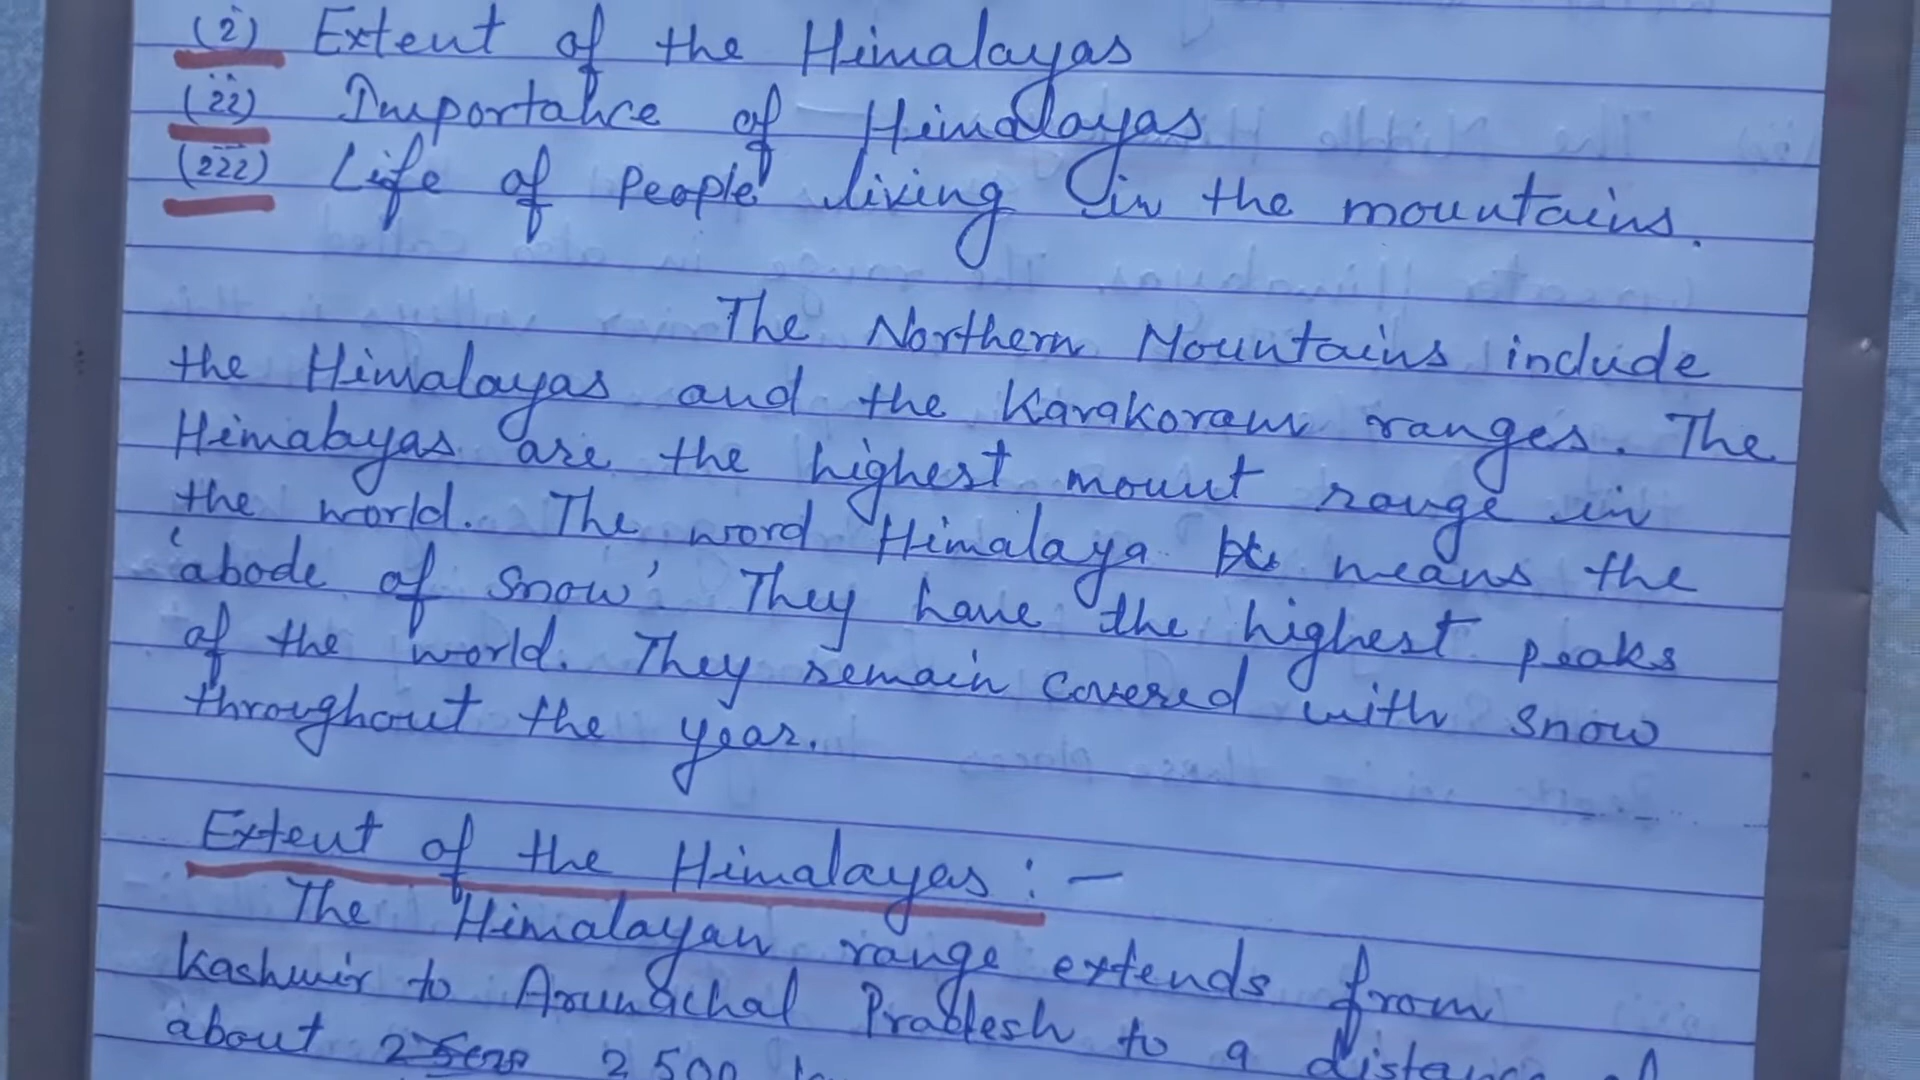 (i) Extent of the Himalayas
(ii) Importance of Himalayas
(iii) Life of People living in the mountains.
The Northern Mountains include
the Himalayas and the Karakoram ranges. The
Himalayas are the highest mount range in
the world. The word Himalaya means the
'abode of snow'. They have the highest peaks
of the world. They remain covered with snow
throughout the year.
Extent of the Himalayas :-
The Himalayan range extends from
Kashmir to Arunachal Pradesh to a distance of
about 2500